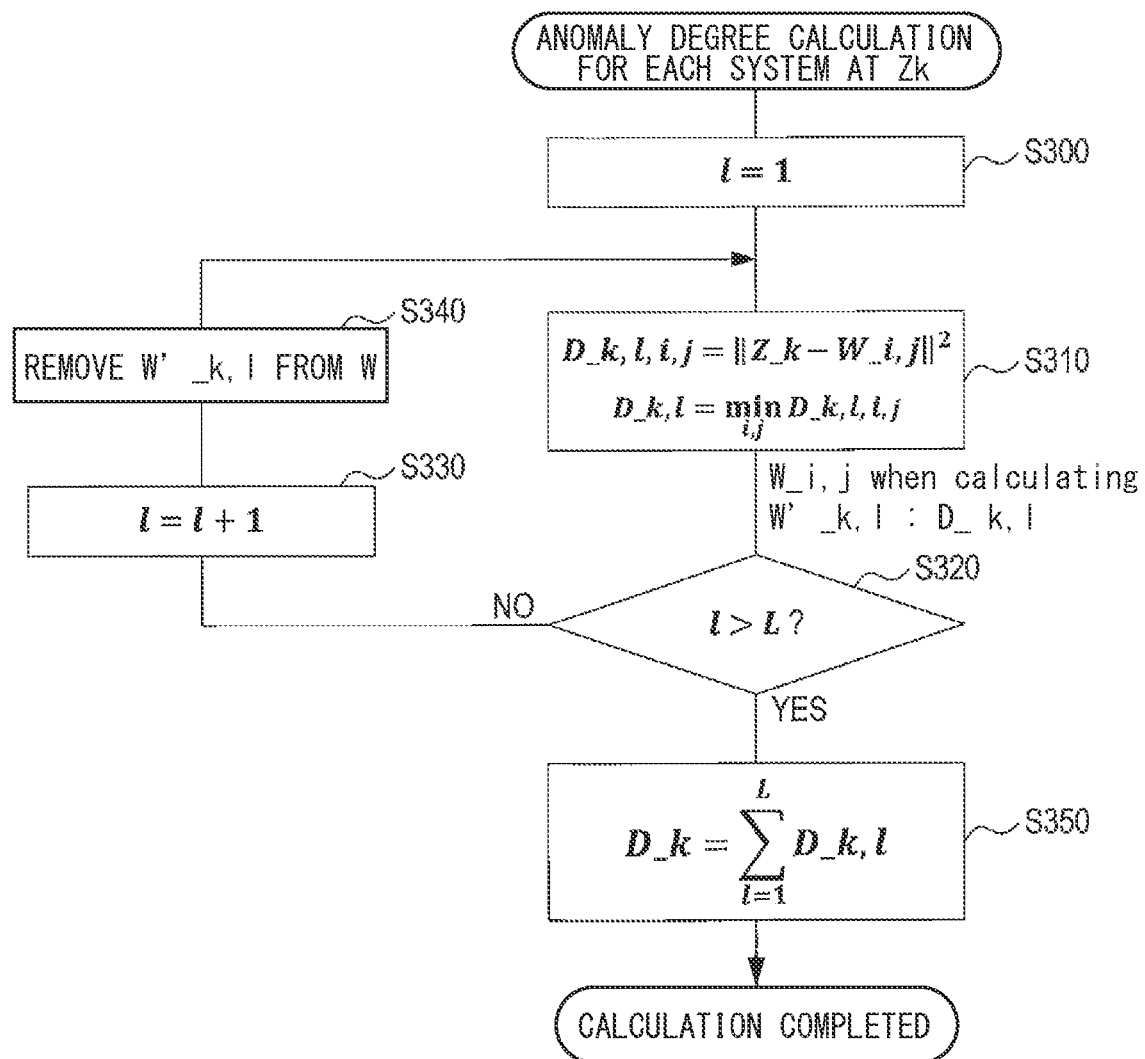 ANOMALY DEGREE CALCULATION
FOR EACH SYSTEM AT Zk
S300
l = 1
S340
REMOVE W'_k, l FROM W
S310
D_k, l, i, j = ‖Z_k − W_i, j‖²
D_k, l = min D_k, l, i, j
i,j
S330
l = l + 1
W_i, j when calculating
W'_k, l : D_k, l
S320
l > L ?
NO
YES
S350
D_k = ∑ D_k, l
L
l=1
CALCULATION COMPLETED